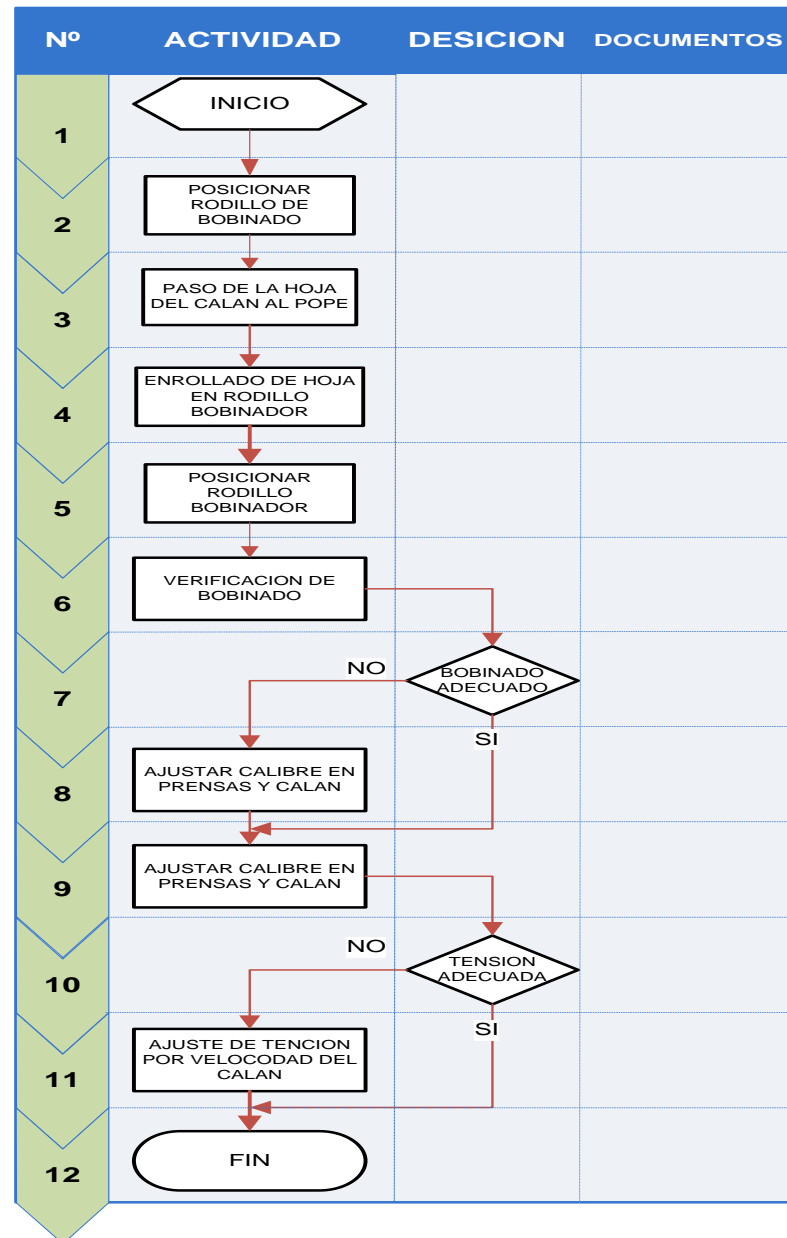 Nº ACTIVIDAD DESICION DOCUMENTOS
1
INICIO
2
POSICIONAR
RODILLO DE
BOBINADO
3
PASO DE LA HOJA
DEL CALAN AL POPE
4
ENROLLADO DE HOJA
EN RODILLO
BOBINADOR
5
POSICIONAR
RODILLO
BOBINADOR
6
VERIFICACION DE
BOBINADO
7
NO
BOBINADO
ADECUADO
SI
8
AJUSTAR CALIBRE EN
PRENSAS Y CALAN
9
AJUSTAR CALIBRE EN
PRENSAS Y CALAN
10
NO
TENSION
ADECUADA
SI
11
AJUSTE DE TENCION
POR VELOCODAD DEL
CALAN
12
FIN